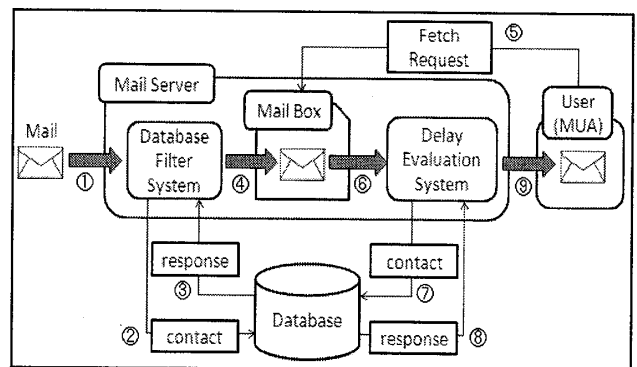 Fetch
Request
⑤
Mail Server
Mail Box
User
(MUA)
Mail
Database
Filter
System
Delay
Evaluation
System
①
④
⑥
⑨
response
③
contact
⑦
Database
②
contact
response
⑧